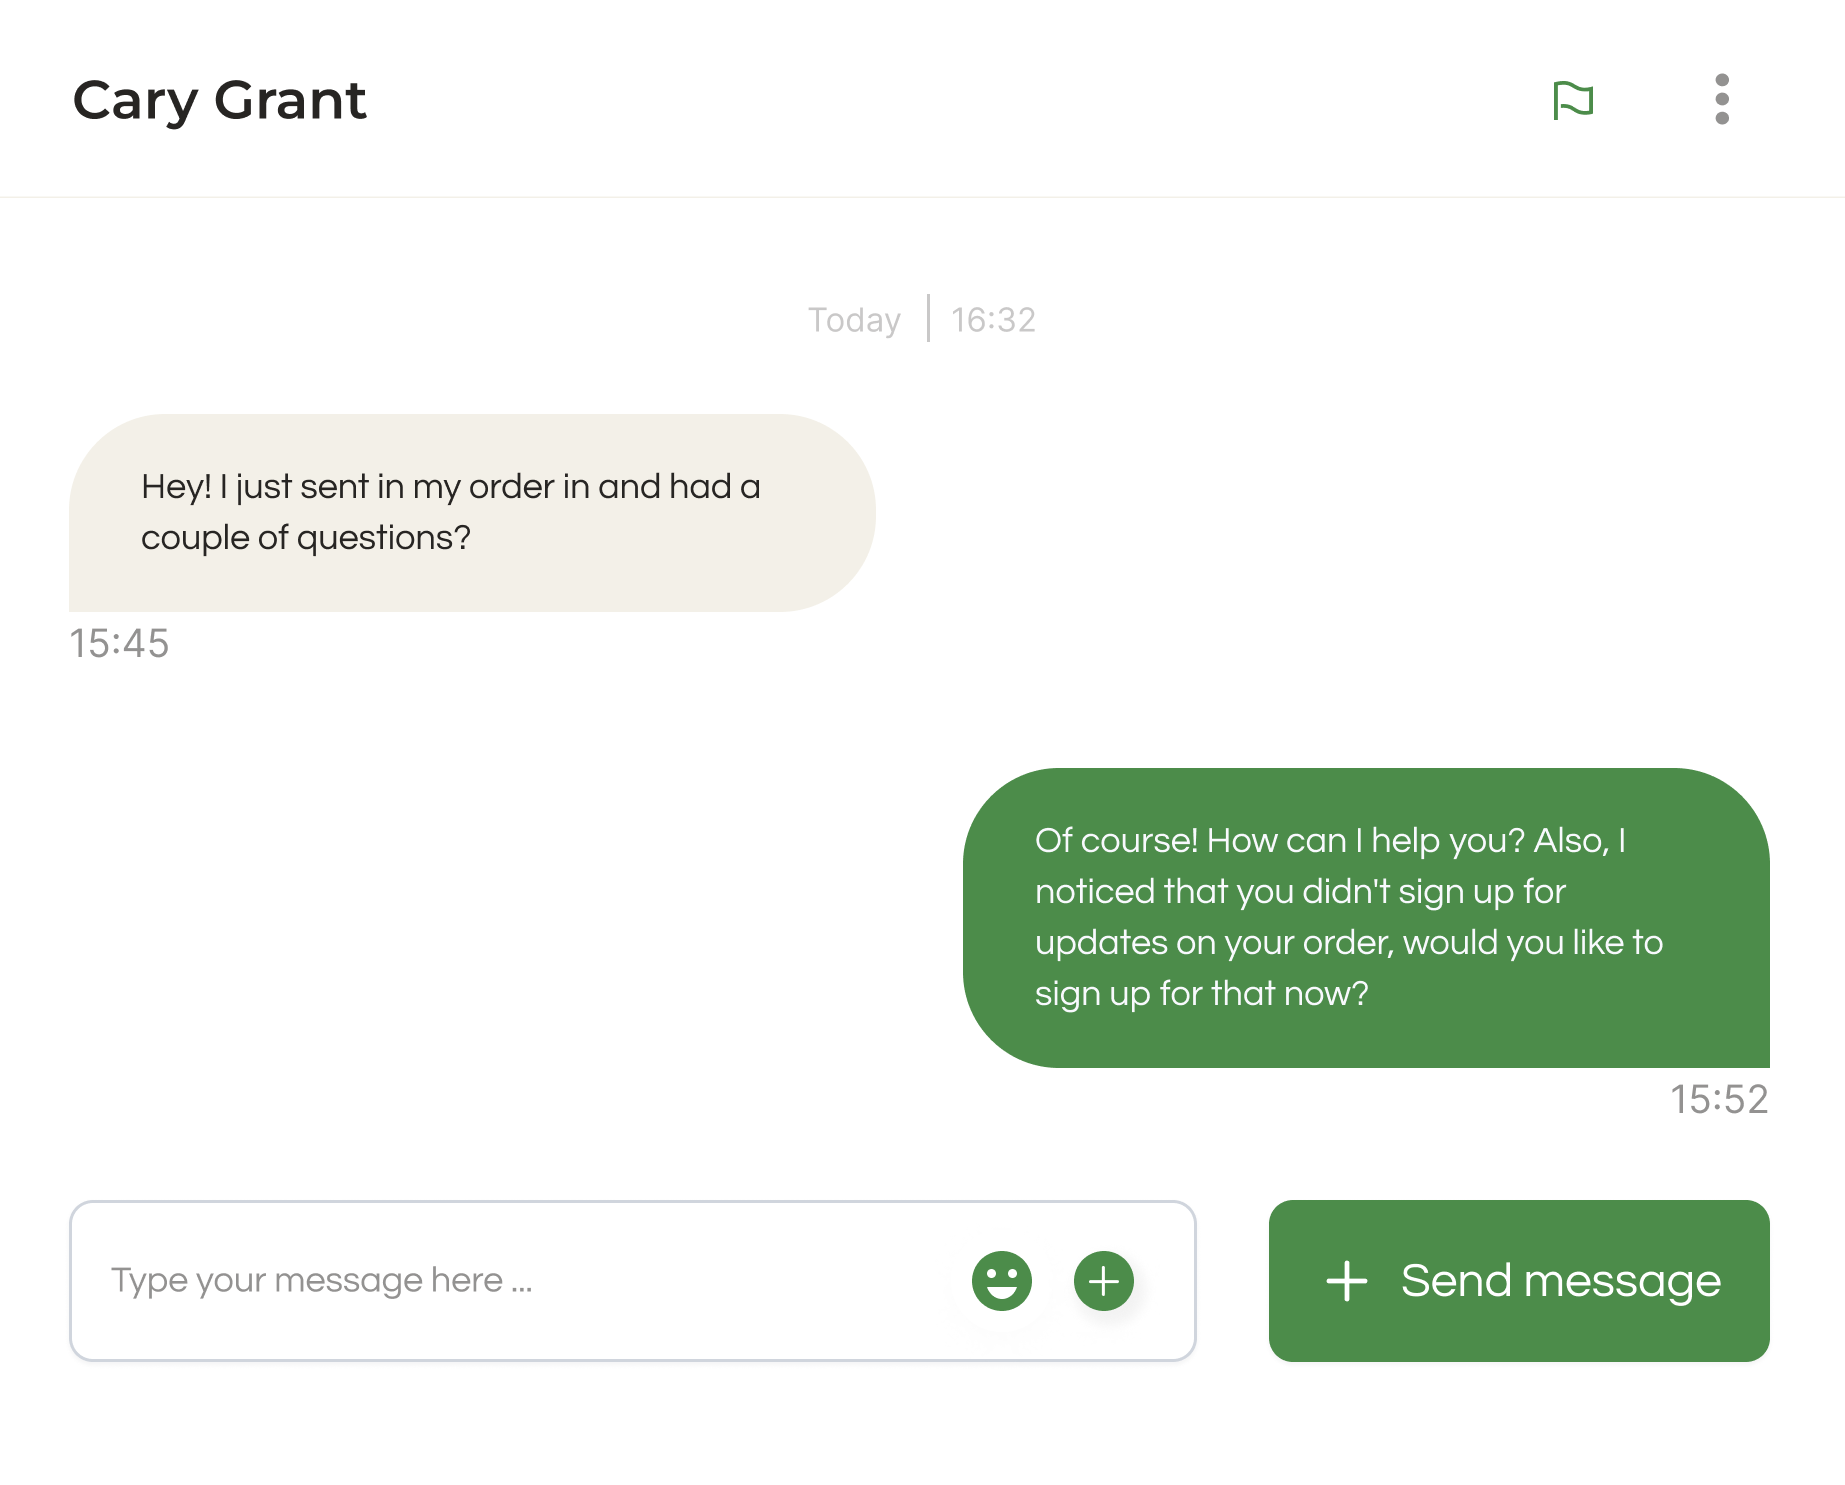 Cary Grant
Today | 16:32
Hey! I just sent in my order in and had a
couple of questions?
15:45
Of course! How can I help you? Also, I
noticed that you didn't sign up for
updates on your order, would you like to
sign up for that now?
15:52
Type your message here ...
Send message